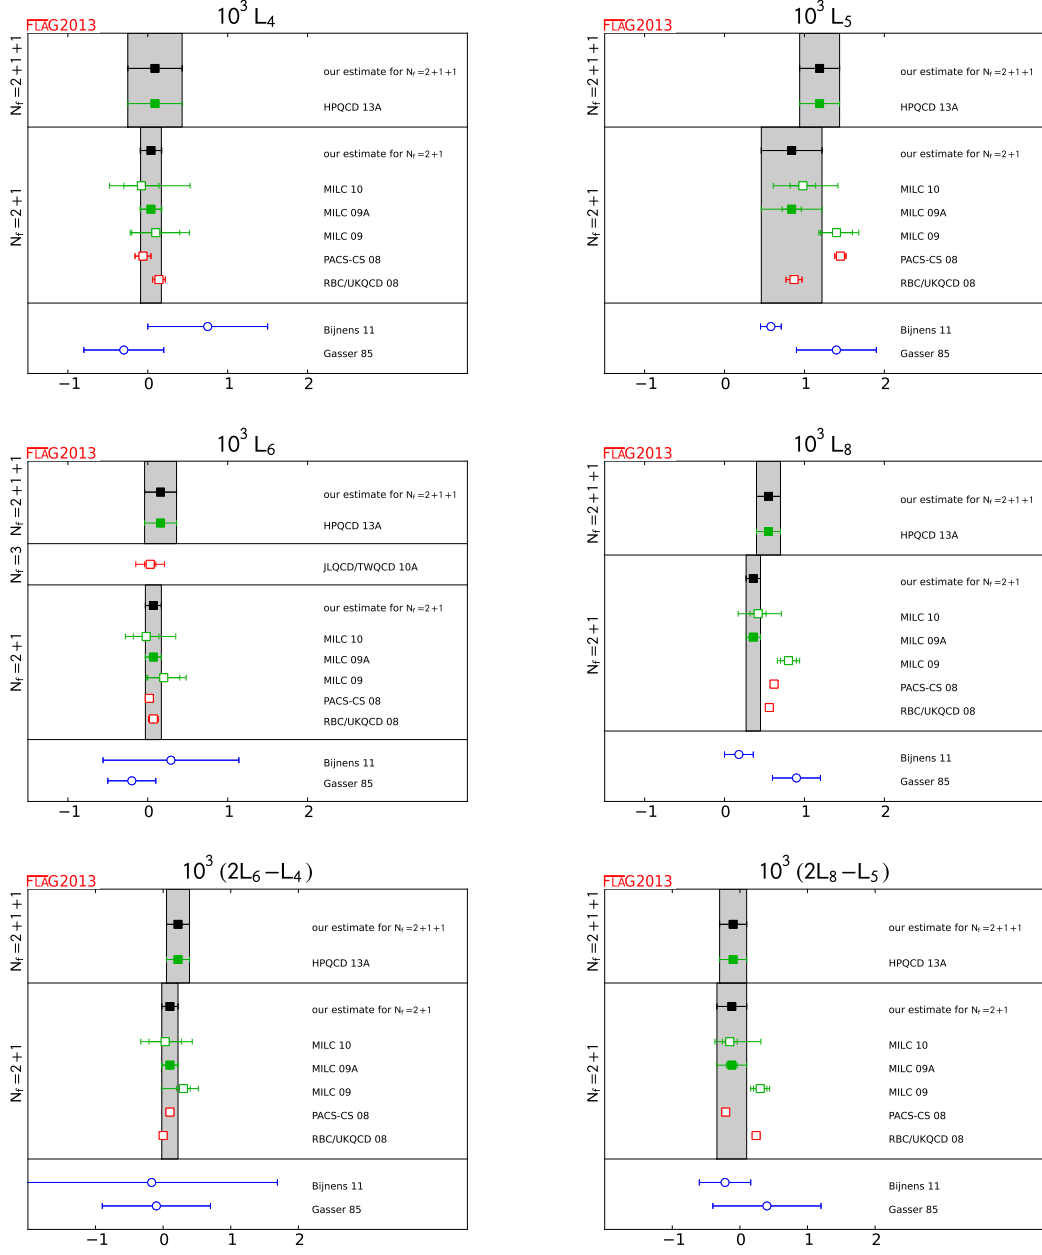 FLAG2013
10³ L₄
N_f=2+1+1
our estimate for N_f=2+1+1
HPQCD 13A
N_f=2+1
our estimate for N_f=2+1
MILC 10
MILC 09A
MILC 09
PACS-CS 08
RBC/UKQCD 08
Bijnens 11
Gasser 85
−1 0 1 2
FLAG2013
10³ L₅
N_f=2+1+1
our estimate for N_f=2+1+1
HPQCD 13A
N_f=2+1
our estimate for N_f=2+1
MILC 10
MILC 09A
MILC 09
PACS-CS 08
RBC/UKQCD 08
Bijnens 11
Gasser 85
−1 0 1 2
FLAG2013
10³ L₆
N_f=2+1+1
our estimate for N_f=2+1+1
HPQCD 13A
N_f=3
JLQCD/TWQCD 10A
N_f=2+1
our estimate for N_f=2+1
MILC 10
MILC 09A
MILC 09
PACS-CS 08
RBC/UKQCD 08
Bijnens 11
Gasser 85
−1 0 1 2
FLAG2013
10³ L₈
N_f=2+1+1
our estimate for N_f=2+1+1
HPQCD 13A
N_f=2+1
our estimate for N_f=2+1
MILC 10
MILC 09A
MILC 09
PACS-CS 08
RBC/UKQCD 08
Bijnens 11
Gasser 85
−1 0 1 2
FLAG2013
10³ (2L₆−L₄)
N_f=2+1+1
our estimate for N_f=2+1+1
HPQCD 13A
N_f=2+1
our estimate for N_f=2+1
MILC 10
MILC 09A
MILC 09
PACS-CS 08
RBC/UKQCD 08
Bijnens 11
Gasser 85
−1 0 1 2
FLAG2013
10³ (2L₈−L₅)
N_f=2+1+1
our estimate for N_f=2+1+1
HPQCD 13A
N_f=2+1
our estimate for N_f=2+1
MILC 10
MILC 09A
MILC 09
PACS-CS 08
RBC/UKQCD 08
Bijnens 11
Gasser 85
−1 0 1 2